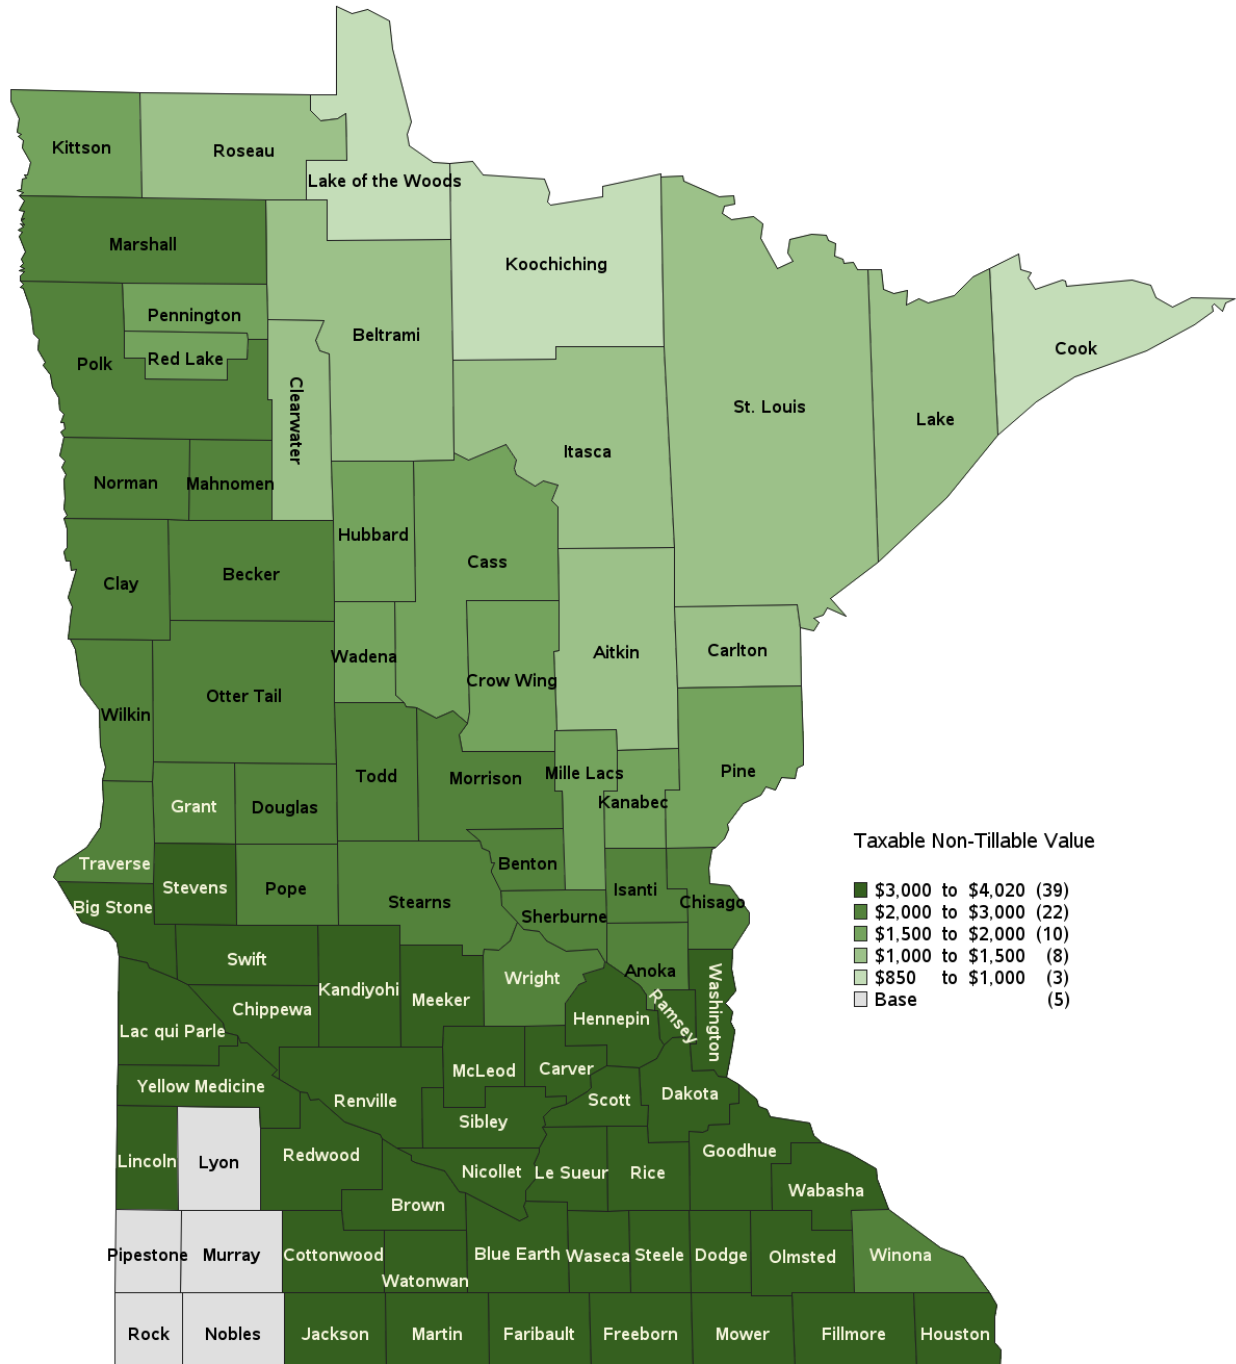 Kittson
Roseau
Lake of the Woods
Marshall
Koochiching
Pennington
Beltrami
Cook
Red Lake
Polk
Clearwater
St. Louis
Lake
Itasca
Norman
Mahnomen
Hubbard
Cass
Becker
Clay
Aitkin
Carlton
Wadena
Crow Wing
Otter Tail
Wilkin
Pine
Mille Lacs
Todd
Morrison
Kanabec
Grant
Douglas
Taxable Non-Tillable Value
Traverse
Benton
Stevens
Pope
Isanti
$3,000 to $4,020 (39)
Stearns
Chisago
Big Stone
Sherburne
$2,000 to $3,000 (22)
$1,500 to $2,000 (10)
Swift
$1,000 to $1,500 (8)
Anoka
Wright
$850 to $1,000 (3)
Kandiyohi
Meeker
Base (5)
Chippewa
Washington
Ramsey
Hennepin
Lac qui Parle
McLeod
Carver
Yellow Medicine
Dakota
Renville
Scott
Sibley
Goodhue
Redwood
Lincoln
Lyon
Nicollet
Le Sueur
Rice
Wabasha
Brown
Pipestone
Murray
Cottonwood
Blue Earth
Waseca
Steele
Dodge
Olmsted
Winona
Watonwan
Rock
Nobles
Jackson
Martin
Faribault
Freeborn
Mower
Fillmore
Houston